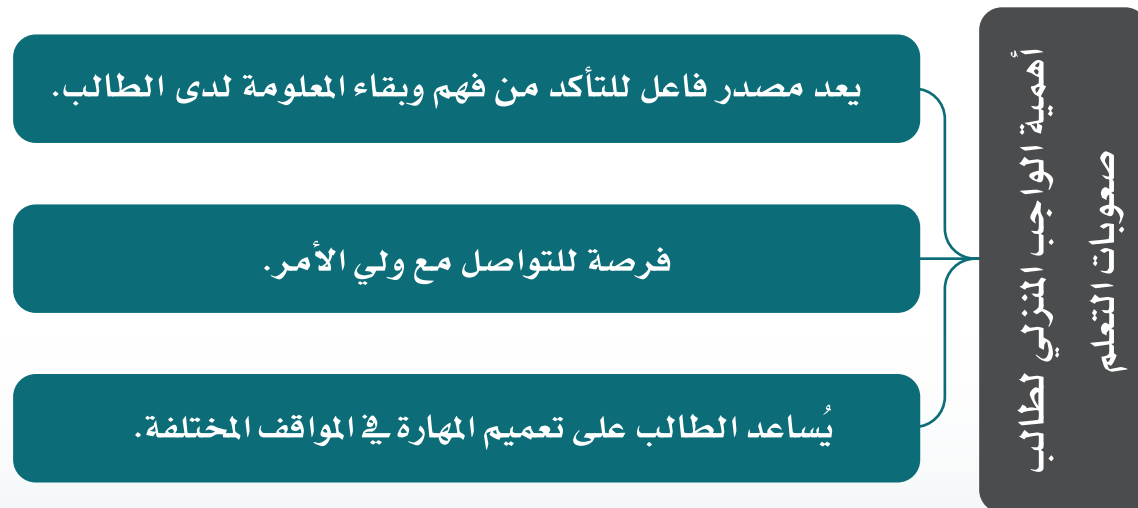 أهمية الواجب المنزلي لطالب
صعوبات التعلم
يعد مصدر فاعل للتأكد من فهم وبقاء المعلومة لدى الطالب.
فرصة للتواصل مع ولي الأمر.
يُساعد الطالب على تعميم المهارة في المواقف المختلفة.